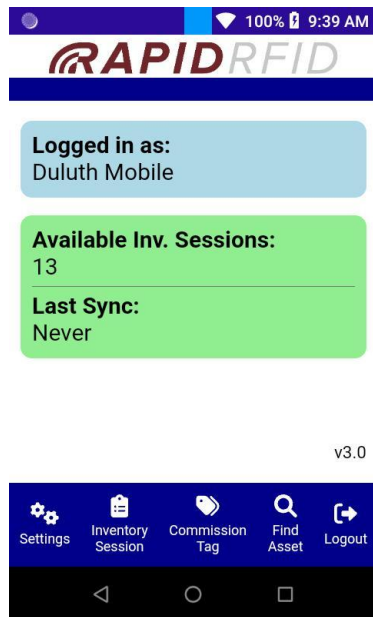 100% 9:39 AM
RAPIDRFID
Logged in as:
Duluth Mobile
Available Inv. Sessions:
13
Last Sync:
Never
v3.0
Settings
Inventory
Session
Commission
Tag
Find
Asset
Logout